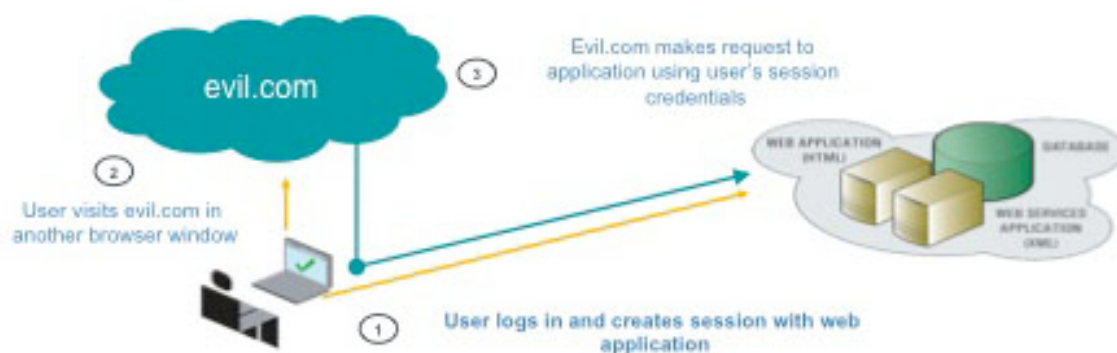 evil.com
3
Evil.com makes request to
application using user's session
credentials
2
User visits evil.com in
another browser window
WEB APPLICATION
(HTML)
DATABASE
WEB SERVICES
APPLICATION
(XML)
1
User logs in and creates session with web
application